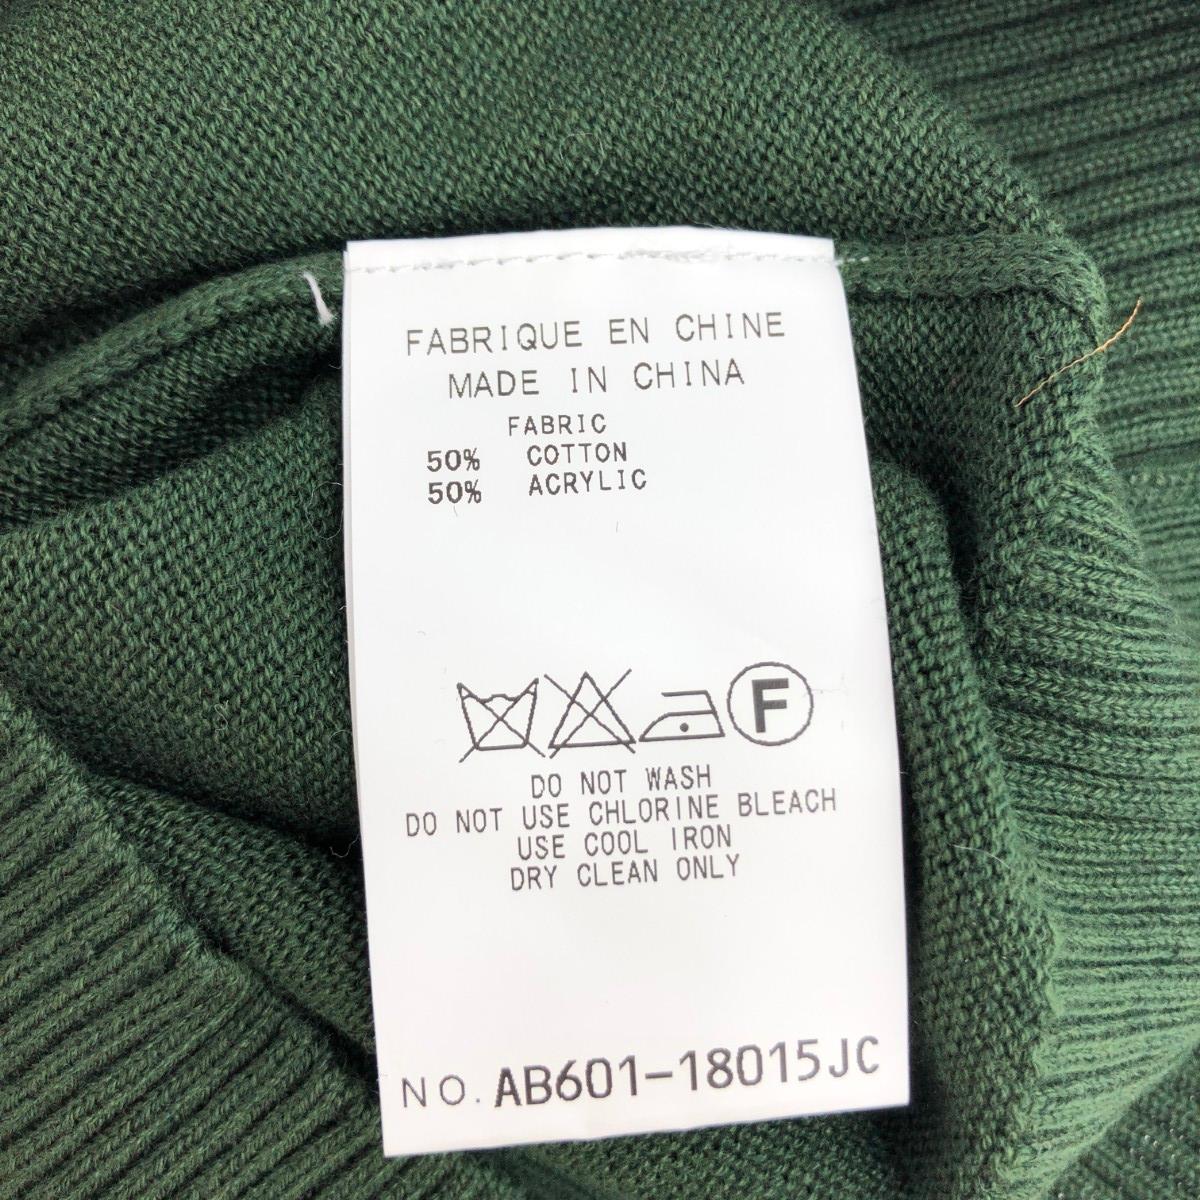 FABRIQUE EN CHINE
MADE IN CHINA
FABRIC
50% COTTON
50% ACRYLIC
F
DO NOT WASH
DO NOT USE CHLORINE BLEACH
USE COOL IRON
DRY CLEAN ONLY
NO. AB601-18015JC